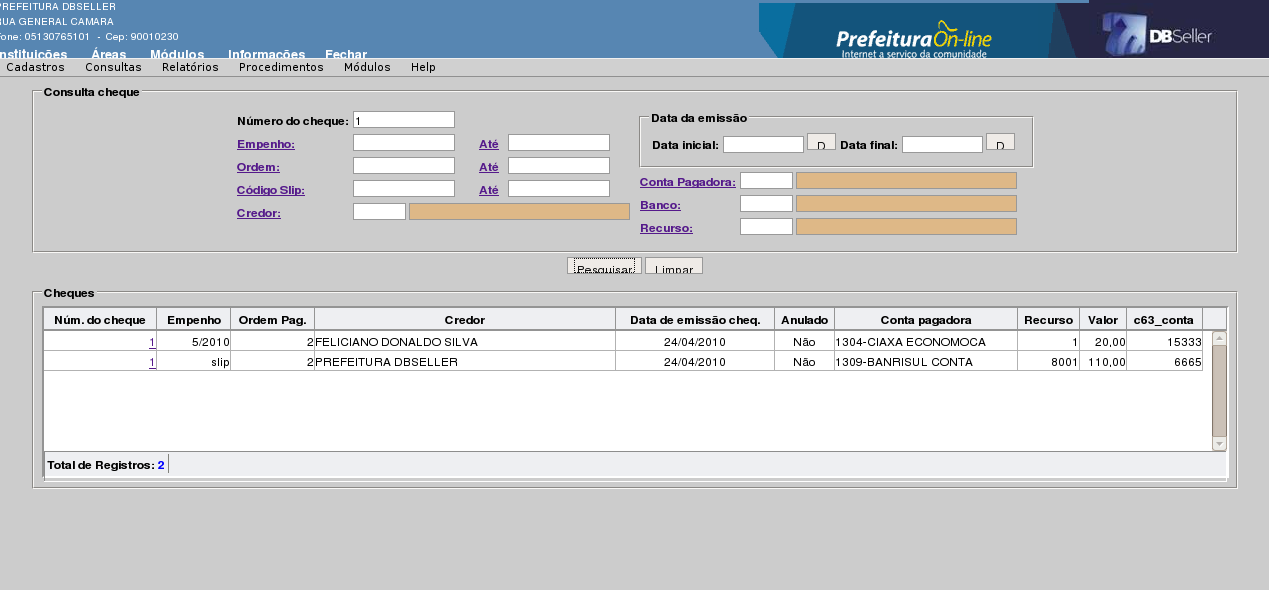 PREFEITURA DBSELLER
RUA GENERAL CAMARA
Fone: 05130765101 - Cep: 90010230
Instituições Áreas Módulos Informações Fechar
Prefeitura On-line
Internet a serviço da comunidade
DBSeller
Cadastros Consultas Relatórios Procedimentos Módulos Help
Consulta cheque
Número do cheque: 1
Empenho: Até
Ordem: Até
Código Slip: Até
Credor:
Data da emissão
Data inicial: D Data final: D
Conta Pagadora:
Banco:
Recurso:
Pesquisar Limpar
Cheques
Núm. do cheque Empenho Ordem Pag. Credor Data de emissão cheq. Anulado Conta pagadora Recurso Valor c63_conta
1 5/2010 2 FELICIANO DONALDO SILVA 24/04/2010 Não 1304-CIAXA ECONOMOCA 1 20,00 15333
1 slip 2 PREFEITURA DBSELLER 24/04/2010 Não 1309-BANRISUL CONTA 8001 110,00 6665
Total de Registros: 2